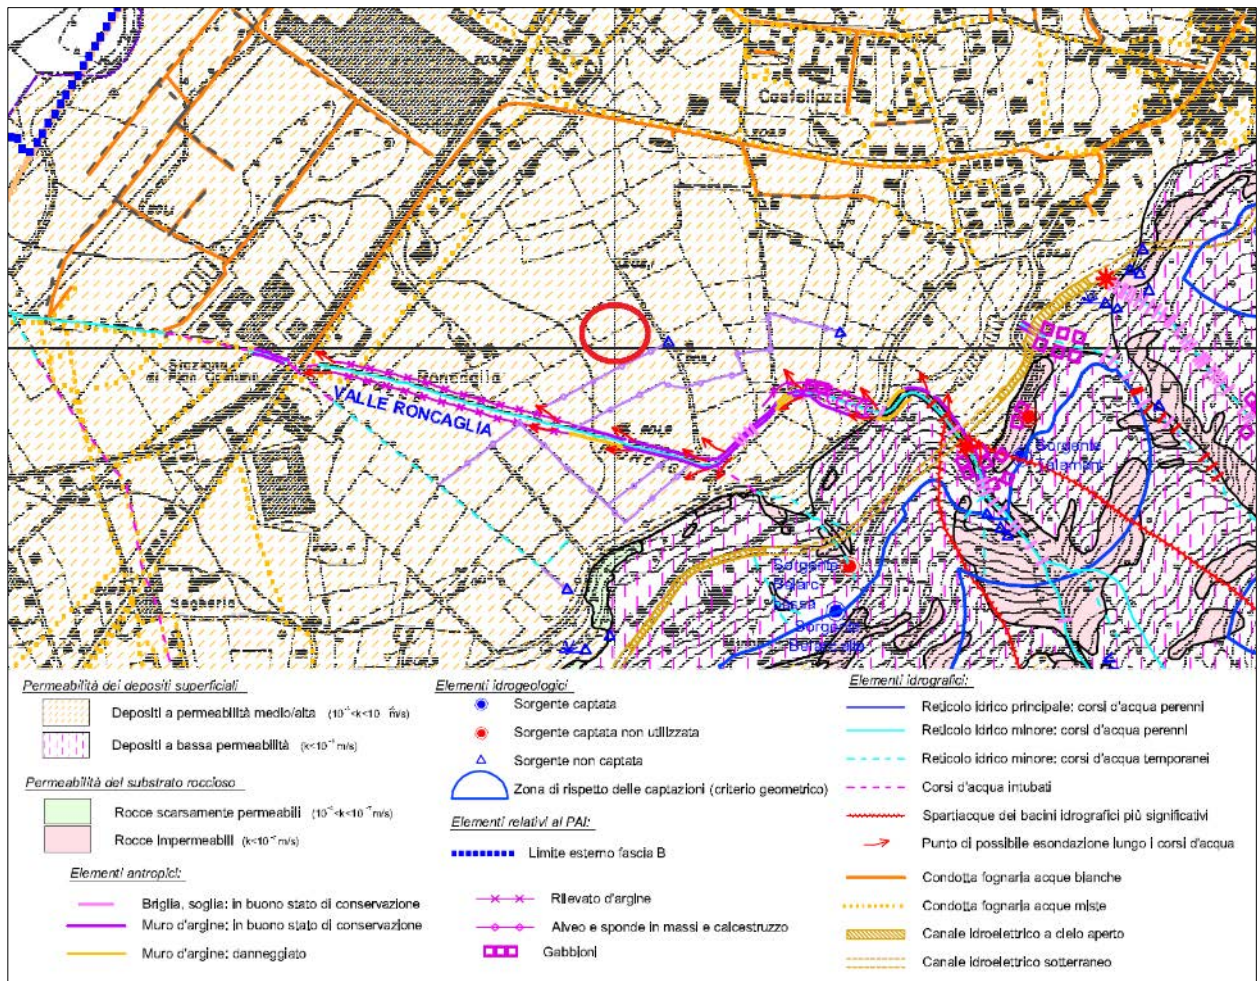 Castellozzo
VALLE RONCAGLIA
Roncaglia
Stazione
di Pian Camuno
Sorgente
Sorgente
Permeabilità dei depositi superficiali
Depositi a permeabilità medio/alta
Depositi a bassa permeabilità
Permeabilità del substrato roccioso
Rocce scarsamente permeabili
Rocce impermeabili
Elementi antropici:
Briglia, soglia: in buono stato di conservazione
Muro d'argine: in buono stato di conservazione
Muro d'argine: danneggiato
Elementi idrogeologici
Sorgente captata
Sorgente captata non utilizzata
Sorgente non captata
Zona di rispetto delle captazioni (criterio geometrico)
Elementi relativi al PAI:
Limite esterno fascia B
Rilevato d'argine
Alveo e sponde in massi e calcestruzzo
Gabbioni
Elementi idrografici:
Reticolo idrico principale: corsi d'acqua perenni
Reticolo idrico minore: corsi d'acqua perenni
Reticolo idrico minore: corsi d'acqua temporanei
Corsi d'acqua intubati
Spartiacque dei bacini idrografici più significativi
Punto di possibile esondazione lungo i corsi d'acqua
Condotta fognaria acque bianche
Condotta fognaria acque miste
Canale idroelettrico a cielo aperto
Canale idroelettrico sotterraneo